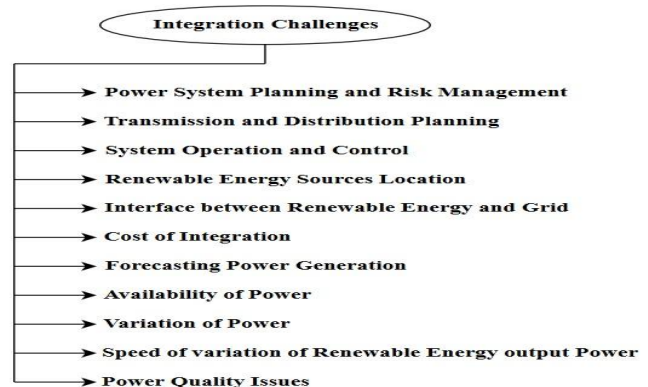 Integration Challenges
Power System Planning and Risk Management
Transmission and Distribution Planning
System Operation and Control
Renewable Energy Sources Location
Interface between Renewable Energy and Grid
Cost of Integration
Forecasting Power Generation
Availability of Power
Variation of Power
Speed of variation of Renewable Energy output Power
Power Quality Issues